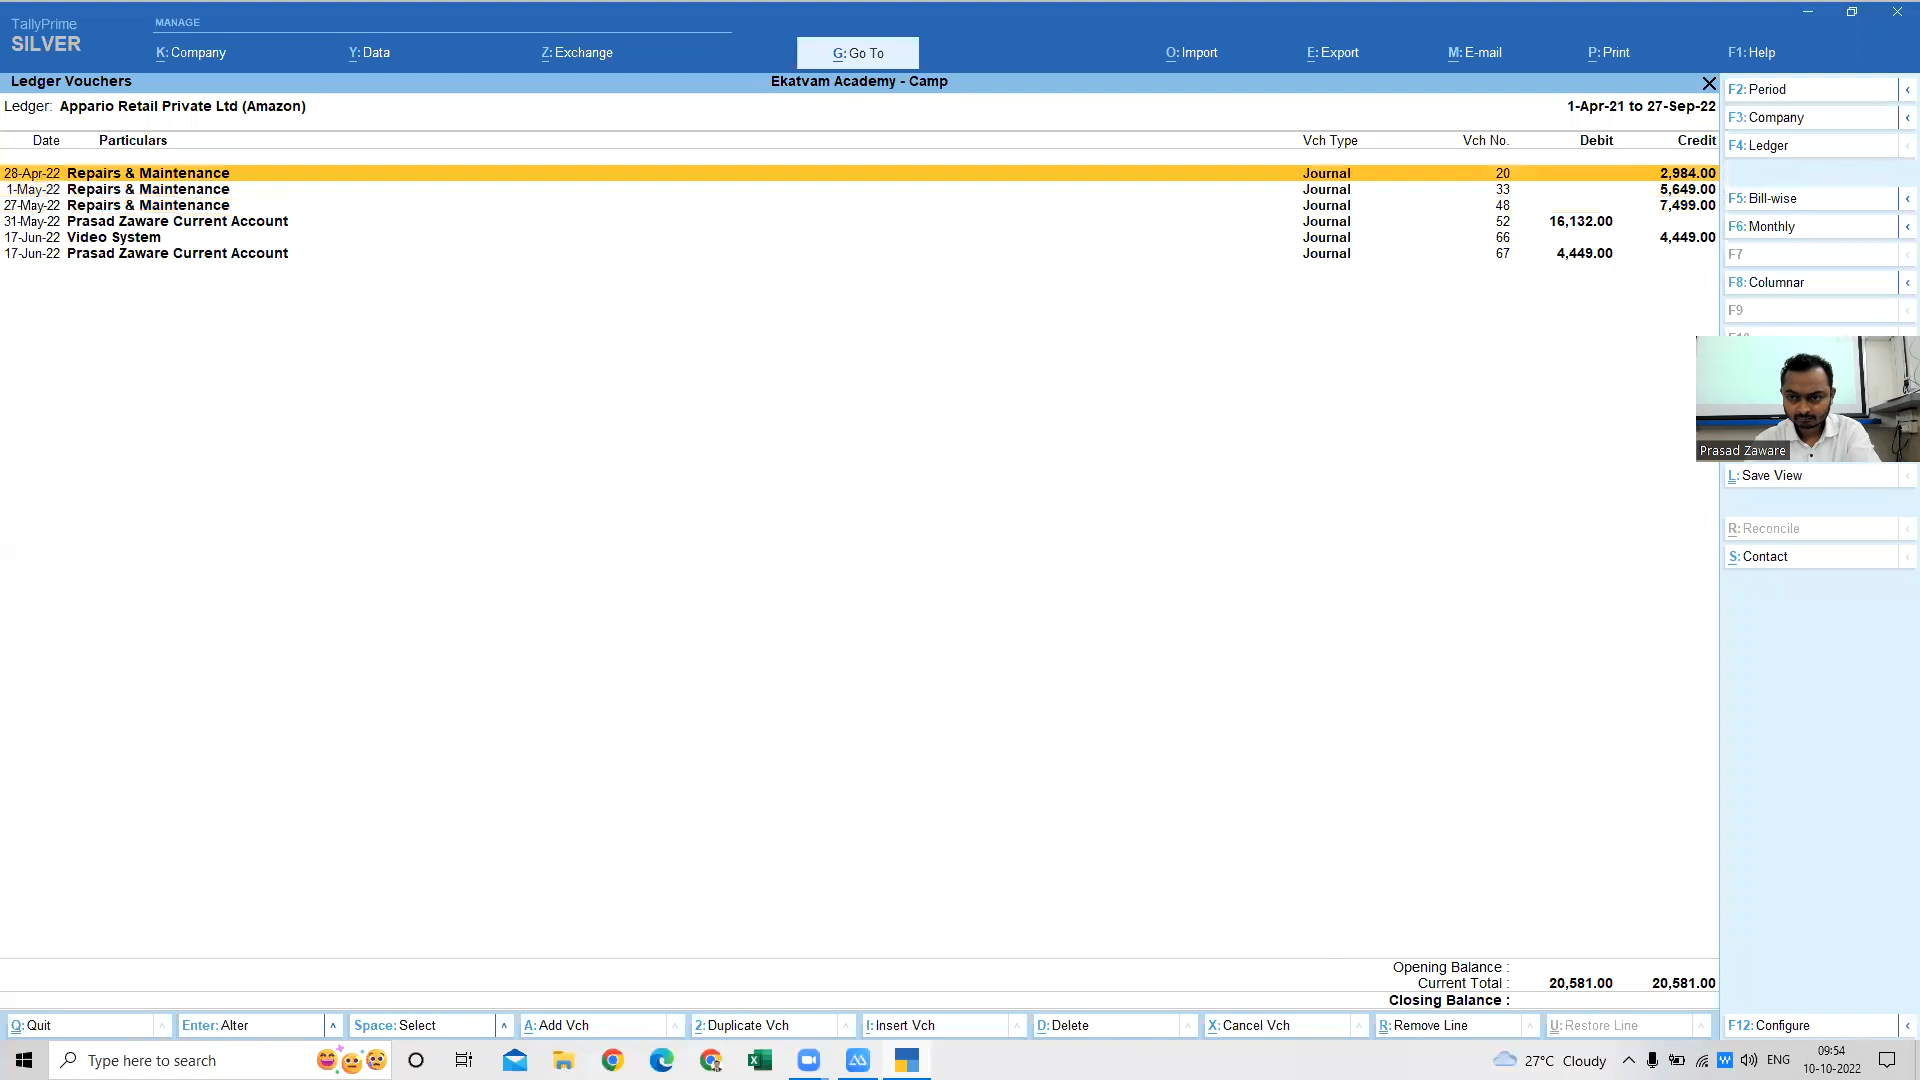 TallyPrime
SILVER
MANAGE
K: Company
Y: Data
Z: Exchange
G: Go To
O: Import
E: Export
M: E-mail
P: Print
F1: Help
Ledger Vouchers
Ekatvam Academy - Camp
Ledger: Appario Retail Private Ltd (Amazon)
1-Apr-21 to 27-Sep-22
Date Particulars Vch Type Vch No. Debit Credit
28-Apr-22 Repairs & Maintenance Journal 20 2,984.00
1-May-22 Repairs & Maintenance Journal 33 5,649.00
27-May-22 Repairs & Maintenance Journal 48 7,499.00
31-May-22 Prasad Zaware Current Account Journal 52 16,132.00
17-Jun-22 Video System Journal 66 4,449.00
17-Jun-22 Prasad Zaware Current Account Journal 67 4,449.00
Opening Balance :
Current Total : 20,581.00 20,581.00
Closing Balance :
F2: Period
F3: Company
F4: Ledger
F5: Bill-wise
F6: Monthly
F7
F8: Columnar
F9
Prasad Zaware
L: Save View
R: Reconcile
S: Contact
Q: Quit
Enter: Alter
Space: Select
A: Add Vch
2: Duplicate Vch
I: Insert Vch
D: Delete
X: Cancel Vch
R: Remove Line
U: Restore Line
F12: Configure
Type here to search
27°C Cloudy
ENG
09:54
10-10-2022